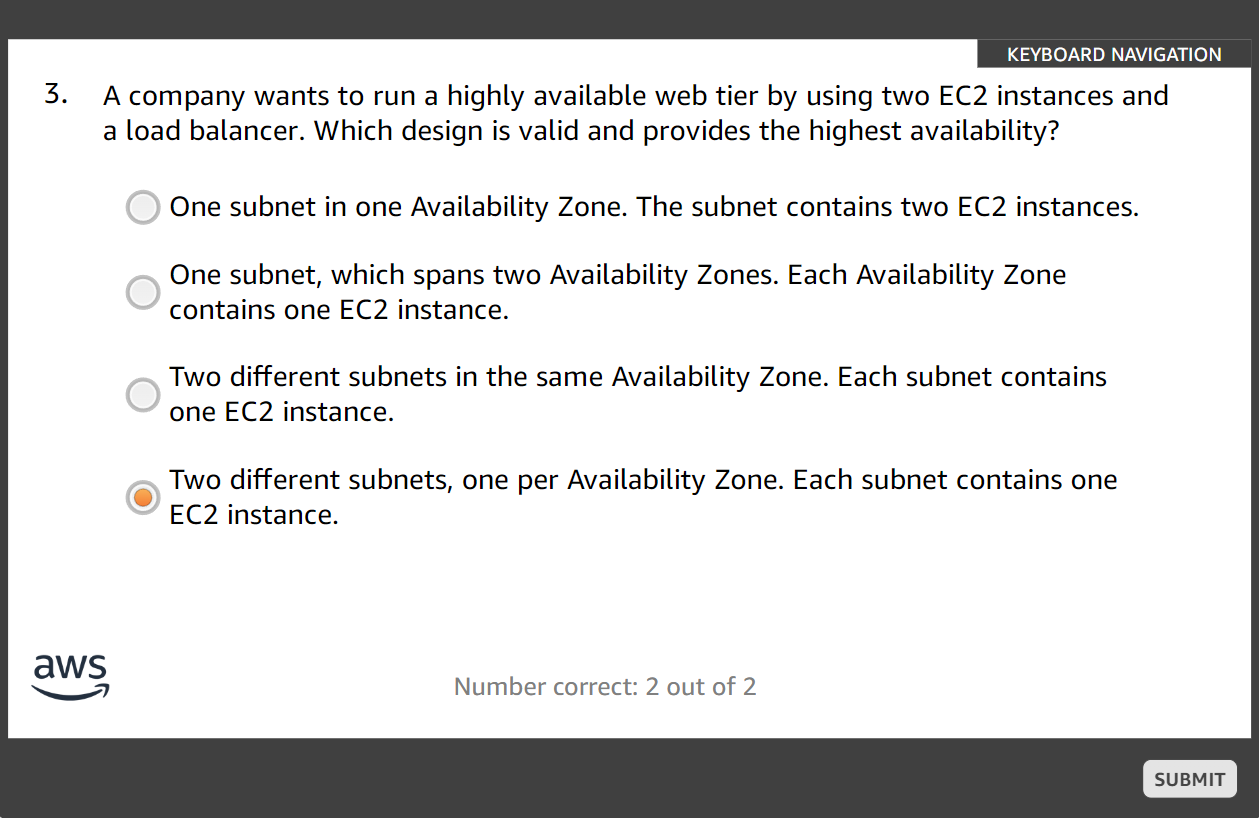 KEYBOARD NAVIGATION
3. A company wants to run a highly available web tier by using two EC2 instances and
a load balancer. Which design is valid and provides the highest availability?
One subnet in one Availability Zone. The subnet contains two EC2 instances.
One subnet, which spans two Availability Zones. Each Availability Zone
contains one EC2 instance.
Two different subnets in the same Availability Zone. Each subnet contains
one EC2 instance.
Two different subnets, one per Availability Zone. Each subnet contains one
EC2 instance.
aws
Number correct: 2 out of 2
SUBMIT